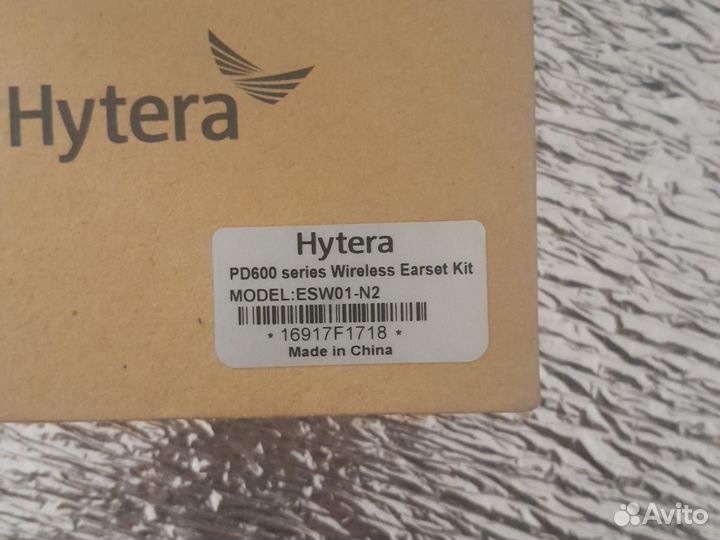 Hytera
Hytera
PD600 series Wireless Earset Kit
MODEL:ESW01-N2
* 16917F1718 *
Made in China
Avito